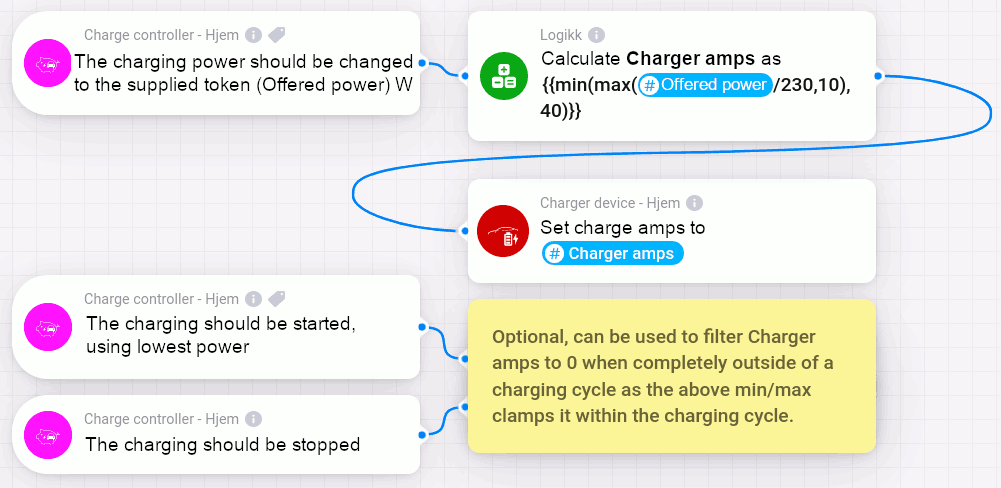 Charge controller - Hjem
The charging power should be changed
to the supplied token (Offered power) W
Logikk
Calculate Charger amps as
{{min(max(# Offered power/230,10),
40)}}
Charger device - Hjem
Set charge amps to
# Charger amps
Charge controller - Hjem
The charging should be started,
using lowest power
Charge controller - Hjem
The charging should be stopped
Optional, can be used to filter Charger
amps to 0 when completely outside of a
charging cycle as the above min/max
clamps it within the charging cycle.